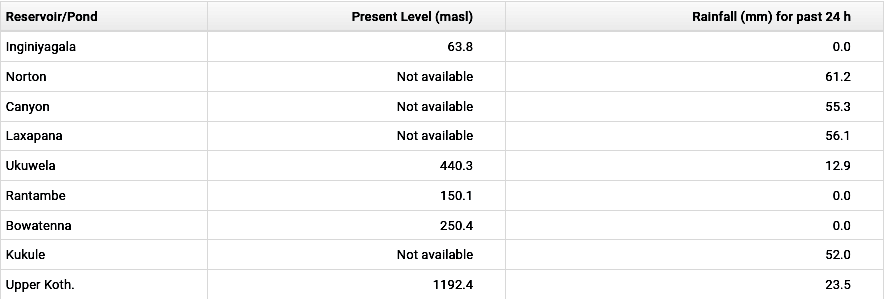 Reservoir/Pond Present Level (masl) Rainfall (mm) for past 24 h
Inginiyagala 63.8 0.0
Norton Not available 61.2
Canyon Not available 55.3
Laxapana Not available 56.1
Ukuwela 440.3 12.9
Rantambe 150.1 0.0
Bowatenna 250.4 0.0
Kukule Not available 52.0
Upper Koth. 1192.4 23.5